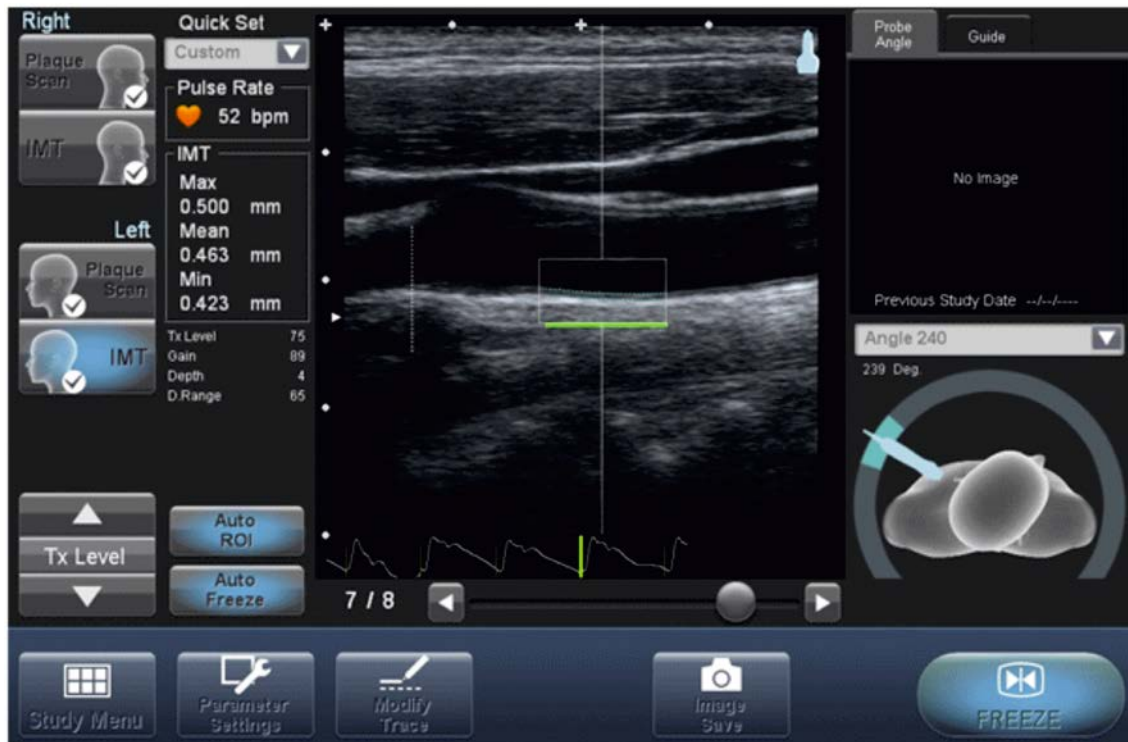 Right
Plaque
Scan
IMT
Left
Plaque
Scan
IMT
Tx Level
Quick Set
Custom
Pulse Rate
52 bpm
IMT
Max
0.500 mm
Mean
0.463 mm
Min
0.423 mm
Tx Level 75
Gain 89
Depth 4
D.Range 65
Auto
ROI
Auto
Freeze
7 / 8
Probe
Angle
Guide
No Image
Previous Study Date --/--/----
Angle 240
239 Deg.
Study Menu
Parameter
Settings
Modify
Trace
Image
Save
FREEZE